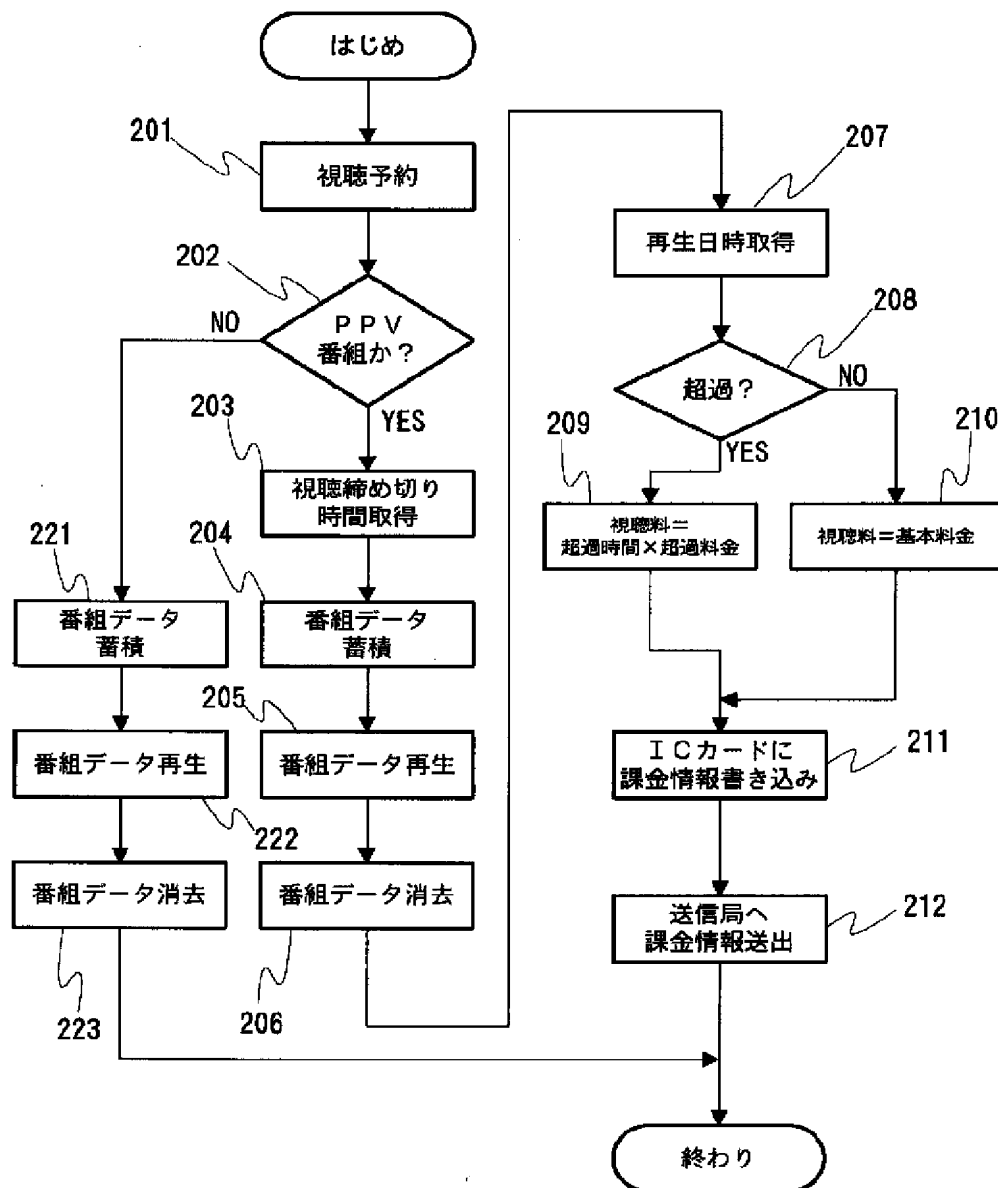 はじめ
201
視聴予約
202
PPV
番組か?
NO
YES
203
視聴締め切り
時間取得
221
番組データ
蓄積
204
番組データ
蓄積
205
番組データ再生
222
番組データ再生
番組データ消去
223
番組データ消去
206
207
再生日時取得
208
超過?
NO
YES
209
視聴料=
超過時間×超過料金
210
視聴料=基本料金
ICカードに
課金情報書き込み
211
送信局へ
課金情報送出
212
終わり